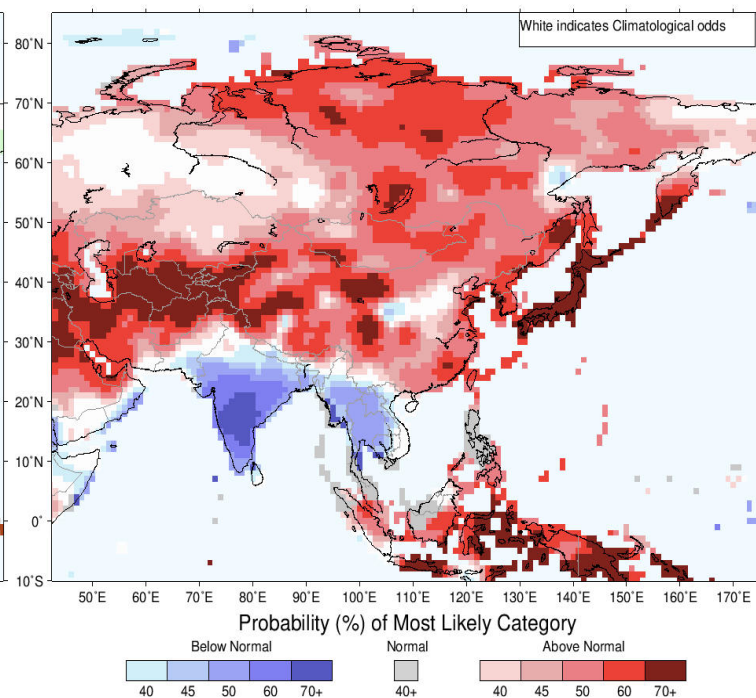 White indicates Climatological odds
80˚N
70˚N
60˚N
50˚N
40˚N
30˚N
20˚N
10˚N
0˚
10˚S
50˚E 60˚E 70˚E 80˚E 90˚E 100˚E 110˚E 120˚E 130˚E 140˚E 150˚E 160˚E 170˚E
Probability (%) of Most Likely Category
Below Normal Normal Above Normal
40 45 50 60 70+ 40+ 40 45 50 60 70+